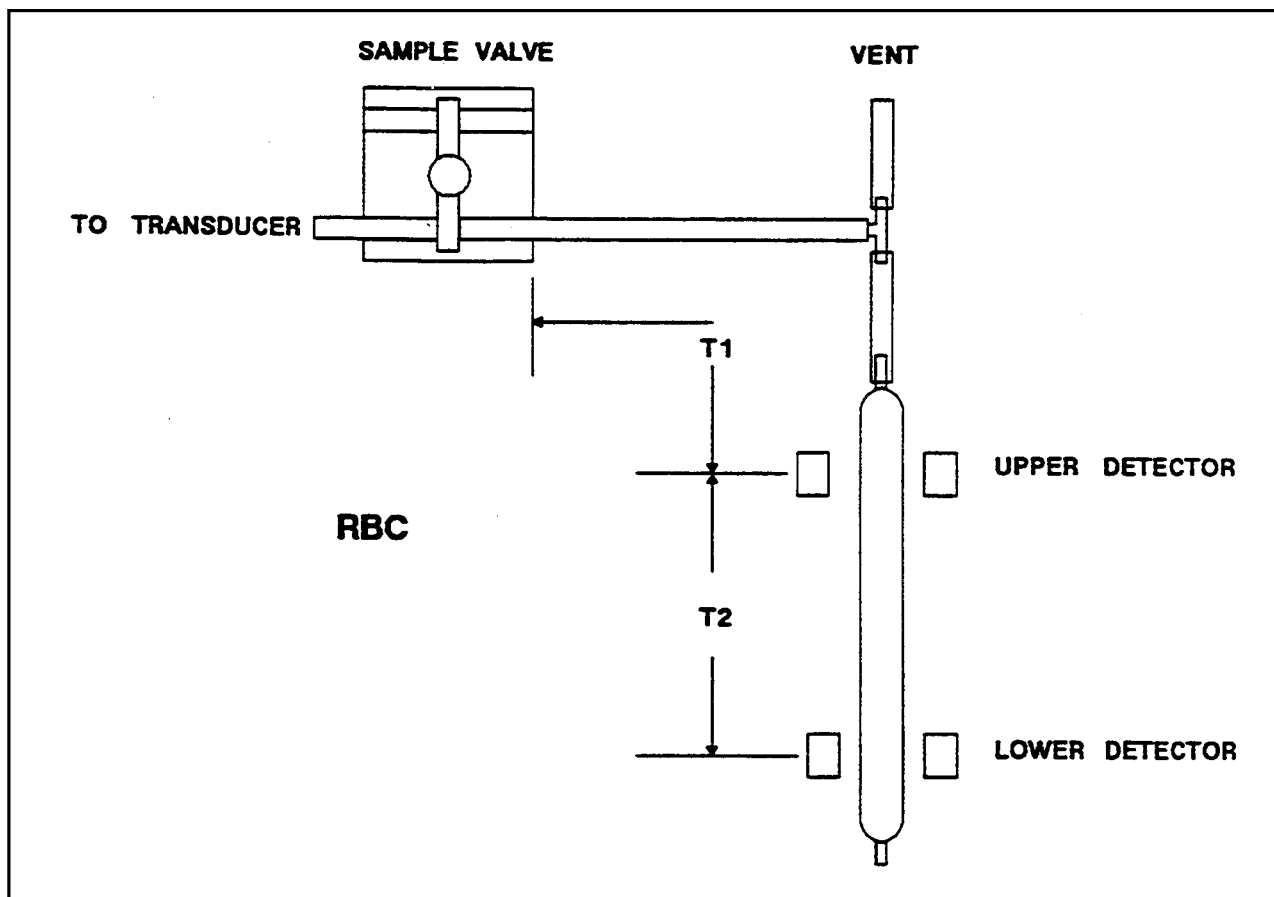 SAMPLE VALVE
VENT
TO TRANSDUCER
T1
UPPER DETECTOR
RBC
T2
LOWER DETECTOR